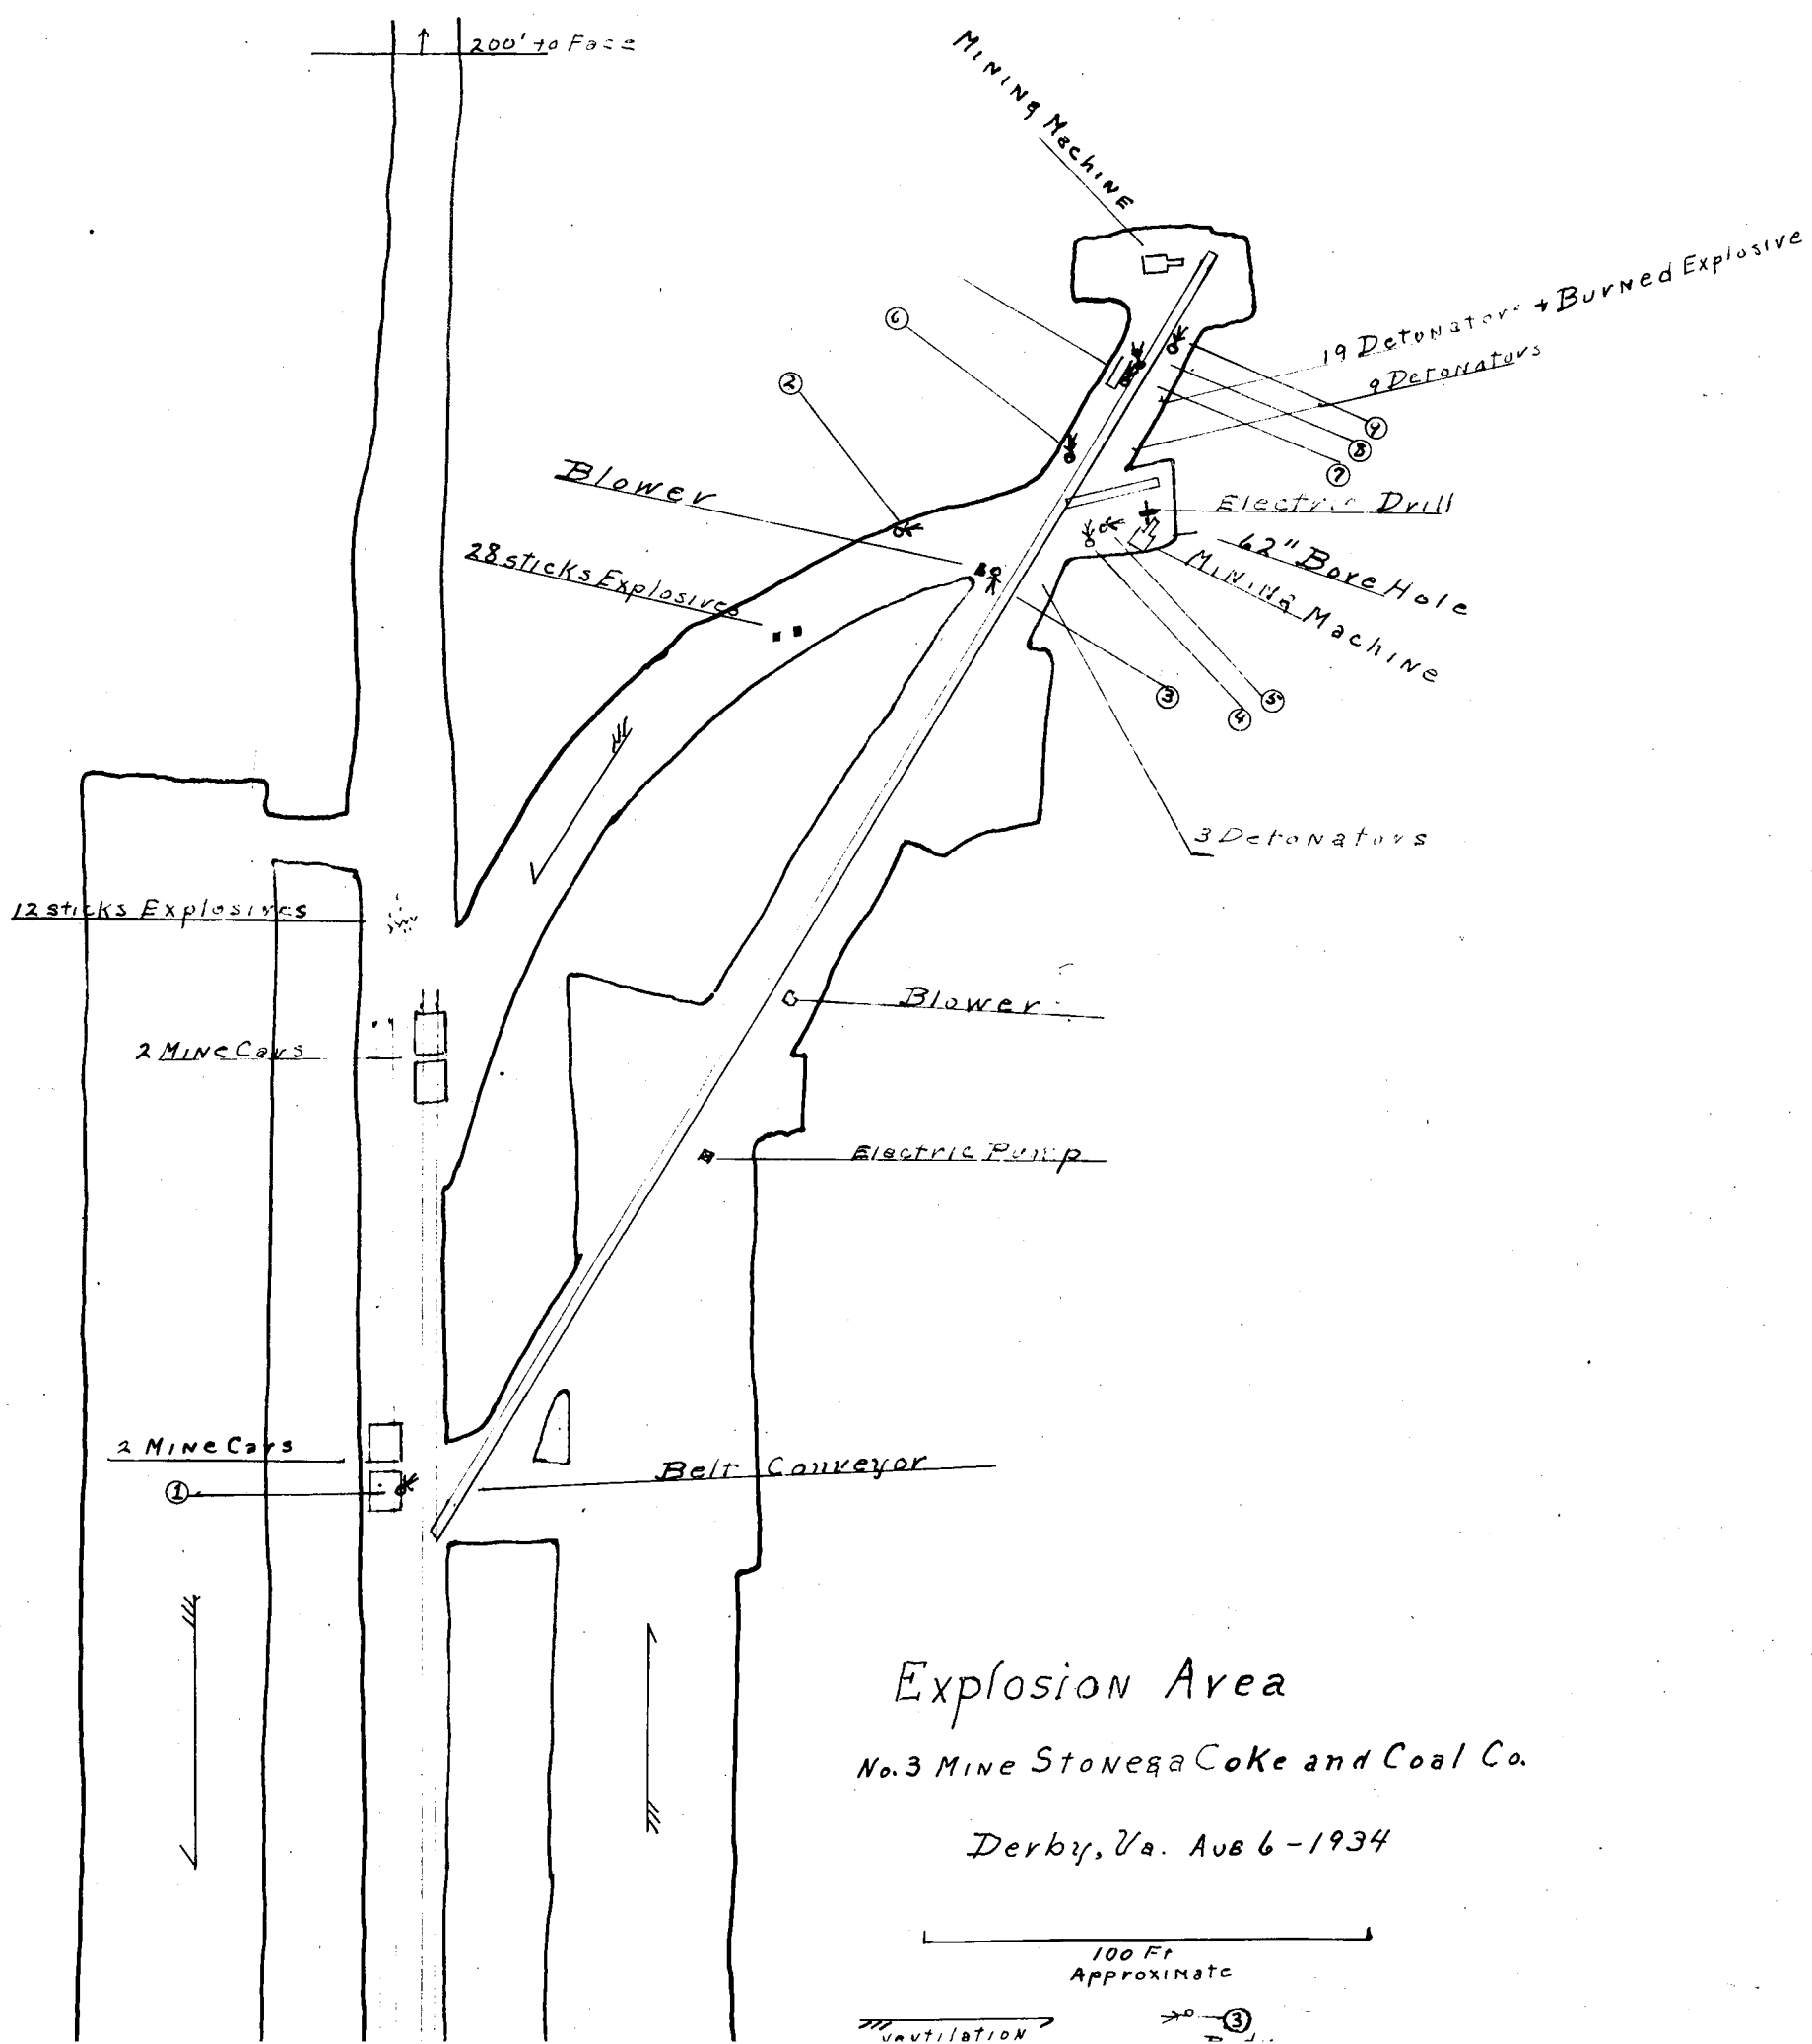 200' to Face
Mining Machine
19 Detonators + Burned Explosive
9 Detonators
6
2
9
8
7
Blower
Electric Drill
62" Bore Hole
28 sticks Explosives
Mining Machine
3
5
4
3 Detonators
12 sticks Explosives
Blower
2 Mine Cars
Electric Pump
2 Mine Cars
Belt Conveyor
1
Explosion Area
No. 3 Mine Stonega Coke and Coal Co.
Derby, Va. Aug 6 - 1934
100 Ft
Approximate
3
Ventilation